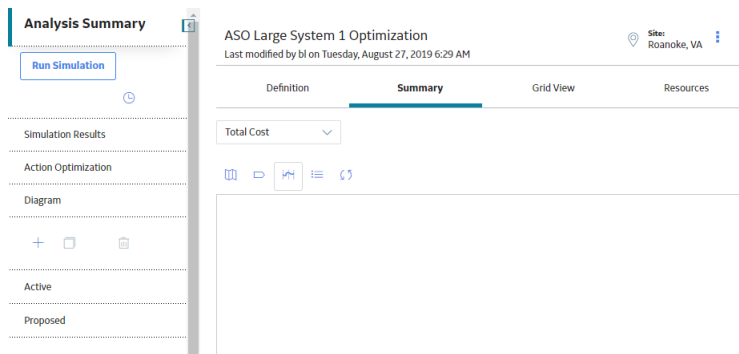 Analysis Summary
Run Simulation
Simulation Results
Action Optimization
Diagram
Active
Proposed
ASO Large System 1 Optimization
Last modified by bl on Tuesday, August 27, 2019 6:29 AM
Site:
Roanoke, VA
Definition
Summary
Grid View
Resources
Total Cost